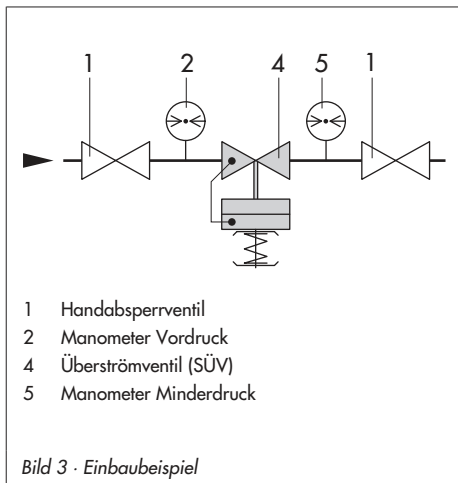 1 2 4 5 1
1 Handabsperrventil
2 Manometer Vordruck
4 Überströmventil (SÜV)
5 Manometer Minderdruck
Bild 3 · Einbaubeispiel